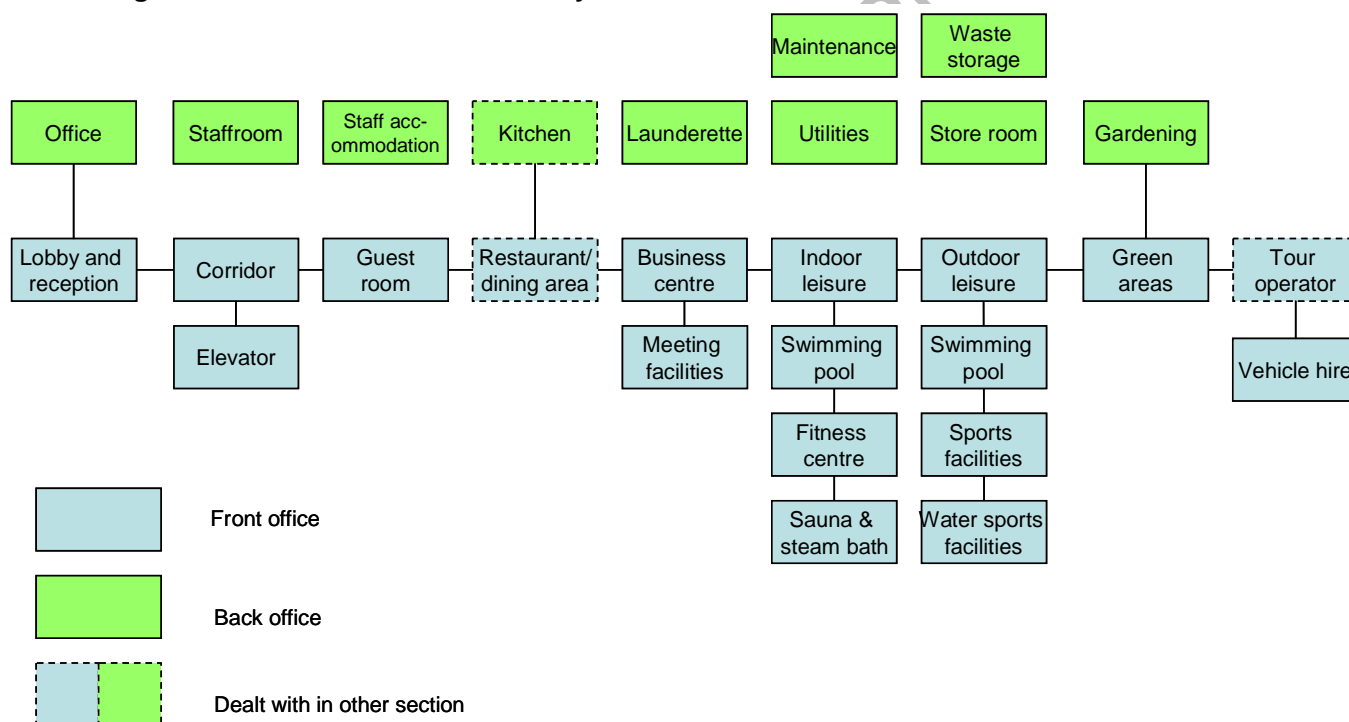 Maintenance
Waste
storage
Office
Staffroom
Staff acc-
ommodation
Kitchen
Launderette
Utilities
Store room
Gardening
Lobby and
reception
Corridor
Guest
room
Restaurant/
dining area
Business
centre
Indoor
leisure
Outdoor
leisure
Green
areas
Tour
operator
Elevator
Meeting
facilities
Swimming
pool
Swimming
pool
Vehicle hire
Fitness
centre
Sports
facilities
Sauna &
steam bath
Water sports
facilities
Front office
Back office
Dealt with in other section